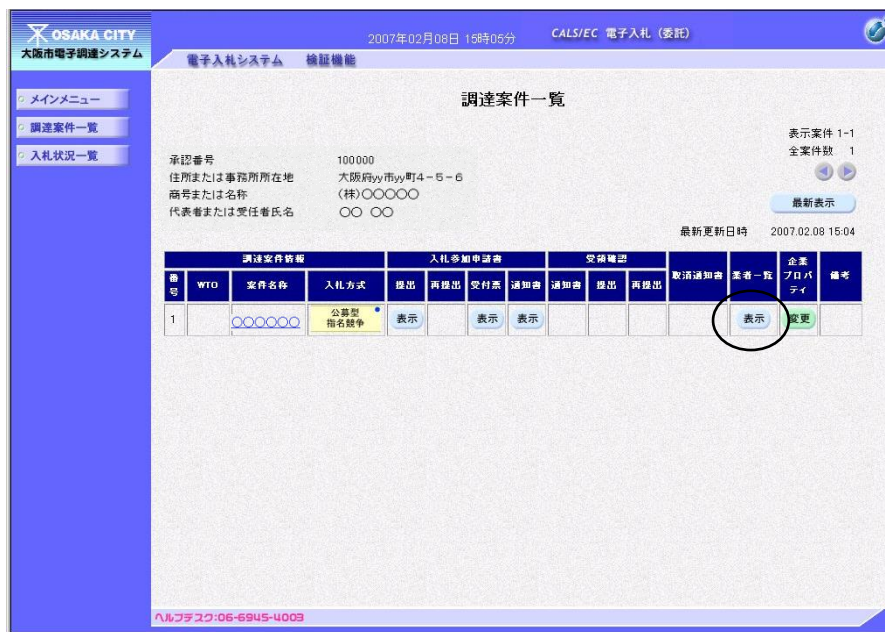 OSAKA CITY
大阪市電子調達システム
2007年02月08日 15時05分
CALS/EC 電子入札（委託）
電子入札システム 検証機能
メインメニュー
調達案件一覧
入札状況一覧
調達案件一覧
表示案件 1-1
全案件数 1
承認番号 100000
住所または事務所所在地 大阪府yy市yy町4－5－6
商号または名称 (株)○○○○○
代表者または受任者氏名 ○○ ○○
最新表示
最新更新日時 2007.02.08 15:04
調達案件情報 入札参加申請書 受領確認 取消通知書 業者一覧 企業プロパティ 備考
番号 WTO 案件名称 入札方式 提出 再提出 受付票 通知書 通知書 提出 再提出
1 ○○○○○○ 公募型指名競争 表示 表示 表示 表示 変更
ヘルプデスク:06-6945-4003